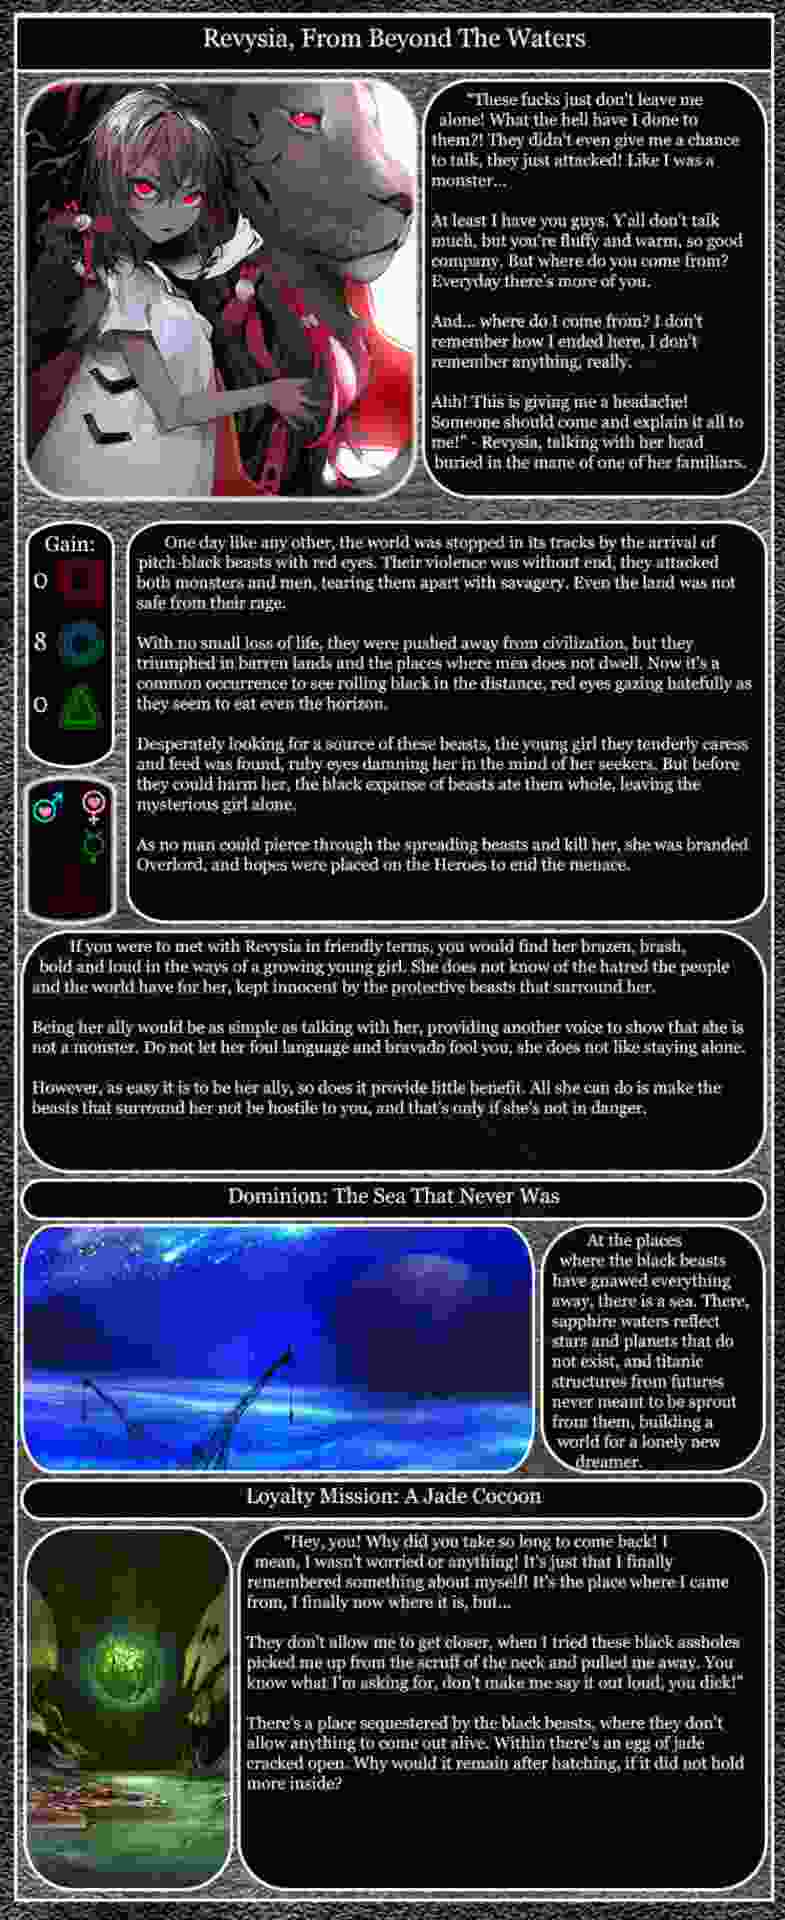 Revysia, From Beyond The Waters
"These fucks just don't leave me
alone! What the hell have I done to
them?! They didn't even give me a chance
to talk, they just attacked! Like I was a
monster...
At least I have you guys. Y'all don't talk
much, but you're fluffy and warm, so good
company. But where do you come from?
Everyday there's more of you.
And... where do I come from? I don't
remember how I ended here, I don't
remember anything, really.
Ahh! This is giving me a headache!
Someone should come and explain it all to
me!" - Revysia, talking with her head
buried in the mane of one of her familiars.
Gain:
0
8
0
One day like any other, the world was stopped in its tracks by the arrival of
pitch-black beasts with red eyes. Their violence was without end, they attacked
both monsters and men, tearing them apart with savagery. Even the land was not
safe from their rage.
With no small loss of life, they were pushed away from civilization, but they
triumphed in barren lands and the places where men does not dwell. Now it's a
common occurrence to see rolling black in the distance, red eyes gazing hatefully as
they seem to eat even the horizon.
Desperately looking for a source of these beasts, the young girl they tenderly caress
and feed was found, ruby eyes damning her in the mind of her seekers. But before
they could harm her, the black expanse of beasts ate them whole, leaving the
mysterious girl alone.
As no man could pierce through the spreading beasts and kill her, she was branded
Overlord, and hopes were placed on the Heroes to end the menace.
If you were to met with Revysia in friendly terms, you would find her brazen, brash,
bold and loud in the ways of a growing young girl. She does not know of the hatred the people
and the world have for her, kept innocent by the protective beasts that surround her.
Being her ally would be as simple as talking with her, providing another voice to show that she is
not a monster. Do not let her foul language and bravado fool you, she does not like staying alone.
However, as easy it is to be her ally, so does it provide little benefit. All she can do is make the
beasts that surround her not be hostile to you, and that's only if she's not in danger.
Dominion: The Sea That Never Was
At the places
where the black beasts
have gnawed everything
away, there is a sea. There,
sapphire waters reflect
stars and planets that do
not exist, and titanic
structures from futures
never meant to be sprout
from them, building a
world for a lonely new
dreamer.
Loyalty Mission: A Jade Cocoon
"Hey, you! Why did you take so long to come back! I
mean, I wasn't worried or anything! It's just that I finally
remembered something about myself! It's the place where I came
from, I finally now where it is, but...
They don't allow me to get closer, when I tried these black assholes
picked me up from the scruff of the neck and pulled me away. You
know what I'm asking for, don't make me say it out loud, you dick!"
There's a place sequestered by the black beasts, where they don't
allow anything to come out alive. Within there's an egg of jade
cracked open. Why would it remain after hatching, if it did not hold
more inside?